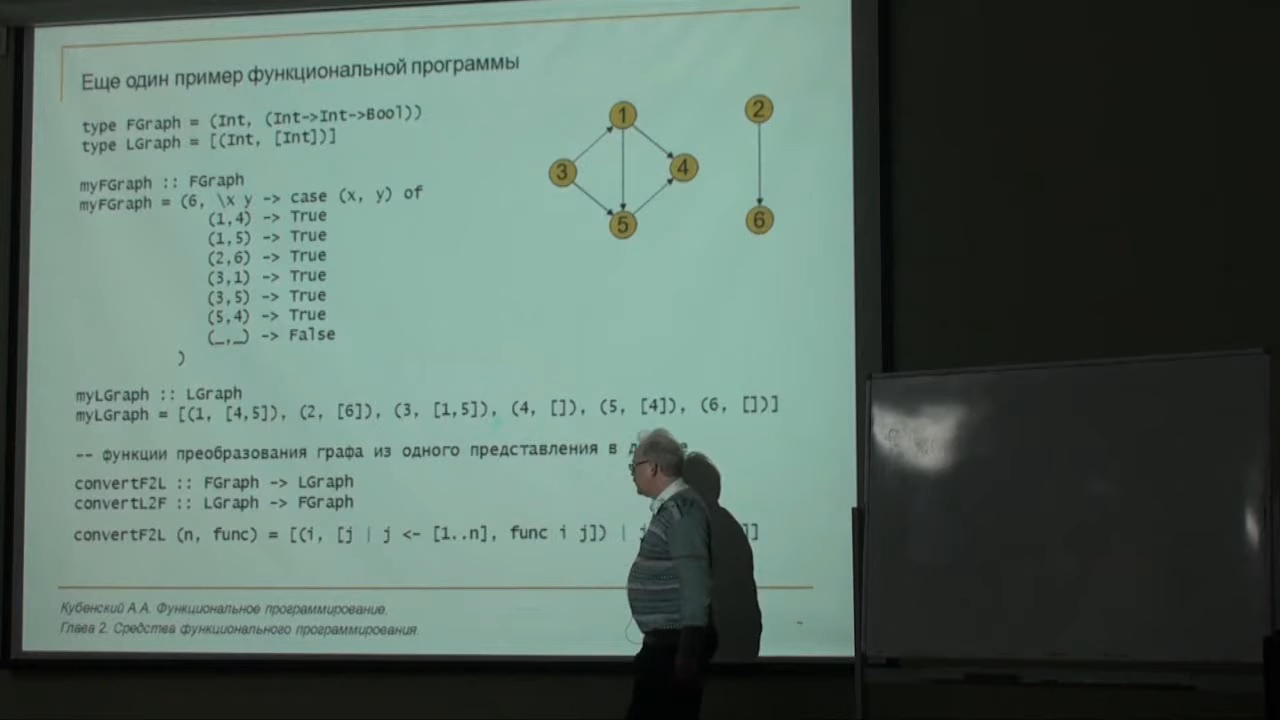 Еще один пример функциональной программы
type FGraph = (Int, (Int->Int->Bool))
type LGraph = [(Int, [Int])]
myFGraph :: FGraph
myFGraph = (6, \x y -> case (x, y) of
(1,4) -> True
(1,5) -> True
(2,6) -> True
(3,1) -> True
(3,5) -> True
(5,4) -> True
(_,_) -> False
)
1
2
3
4
5
6
myLGraph :: LGraph
myLGraph = [(1, [4,5]), (2, [6]), (3, [1,5]), (4, []), (5, [4]), (6, [])]
-- функции преобразования графа из одного представления в
convertF2L :: FGraph -> LGraph
convertL2F :: LGraph -> FGraph
convertF2L (n, func) = [(i, [j | j <- [1..n], func i j]) |
Кубенский А.А. Функциональное программирование.
Глава 2. Средства функционального программирования.